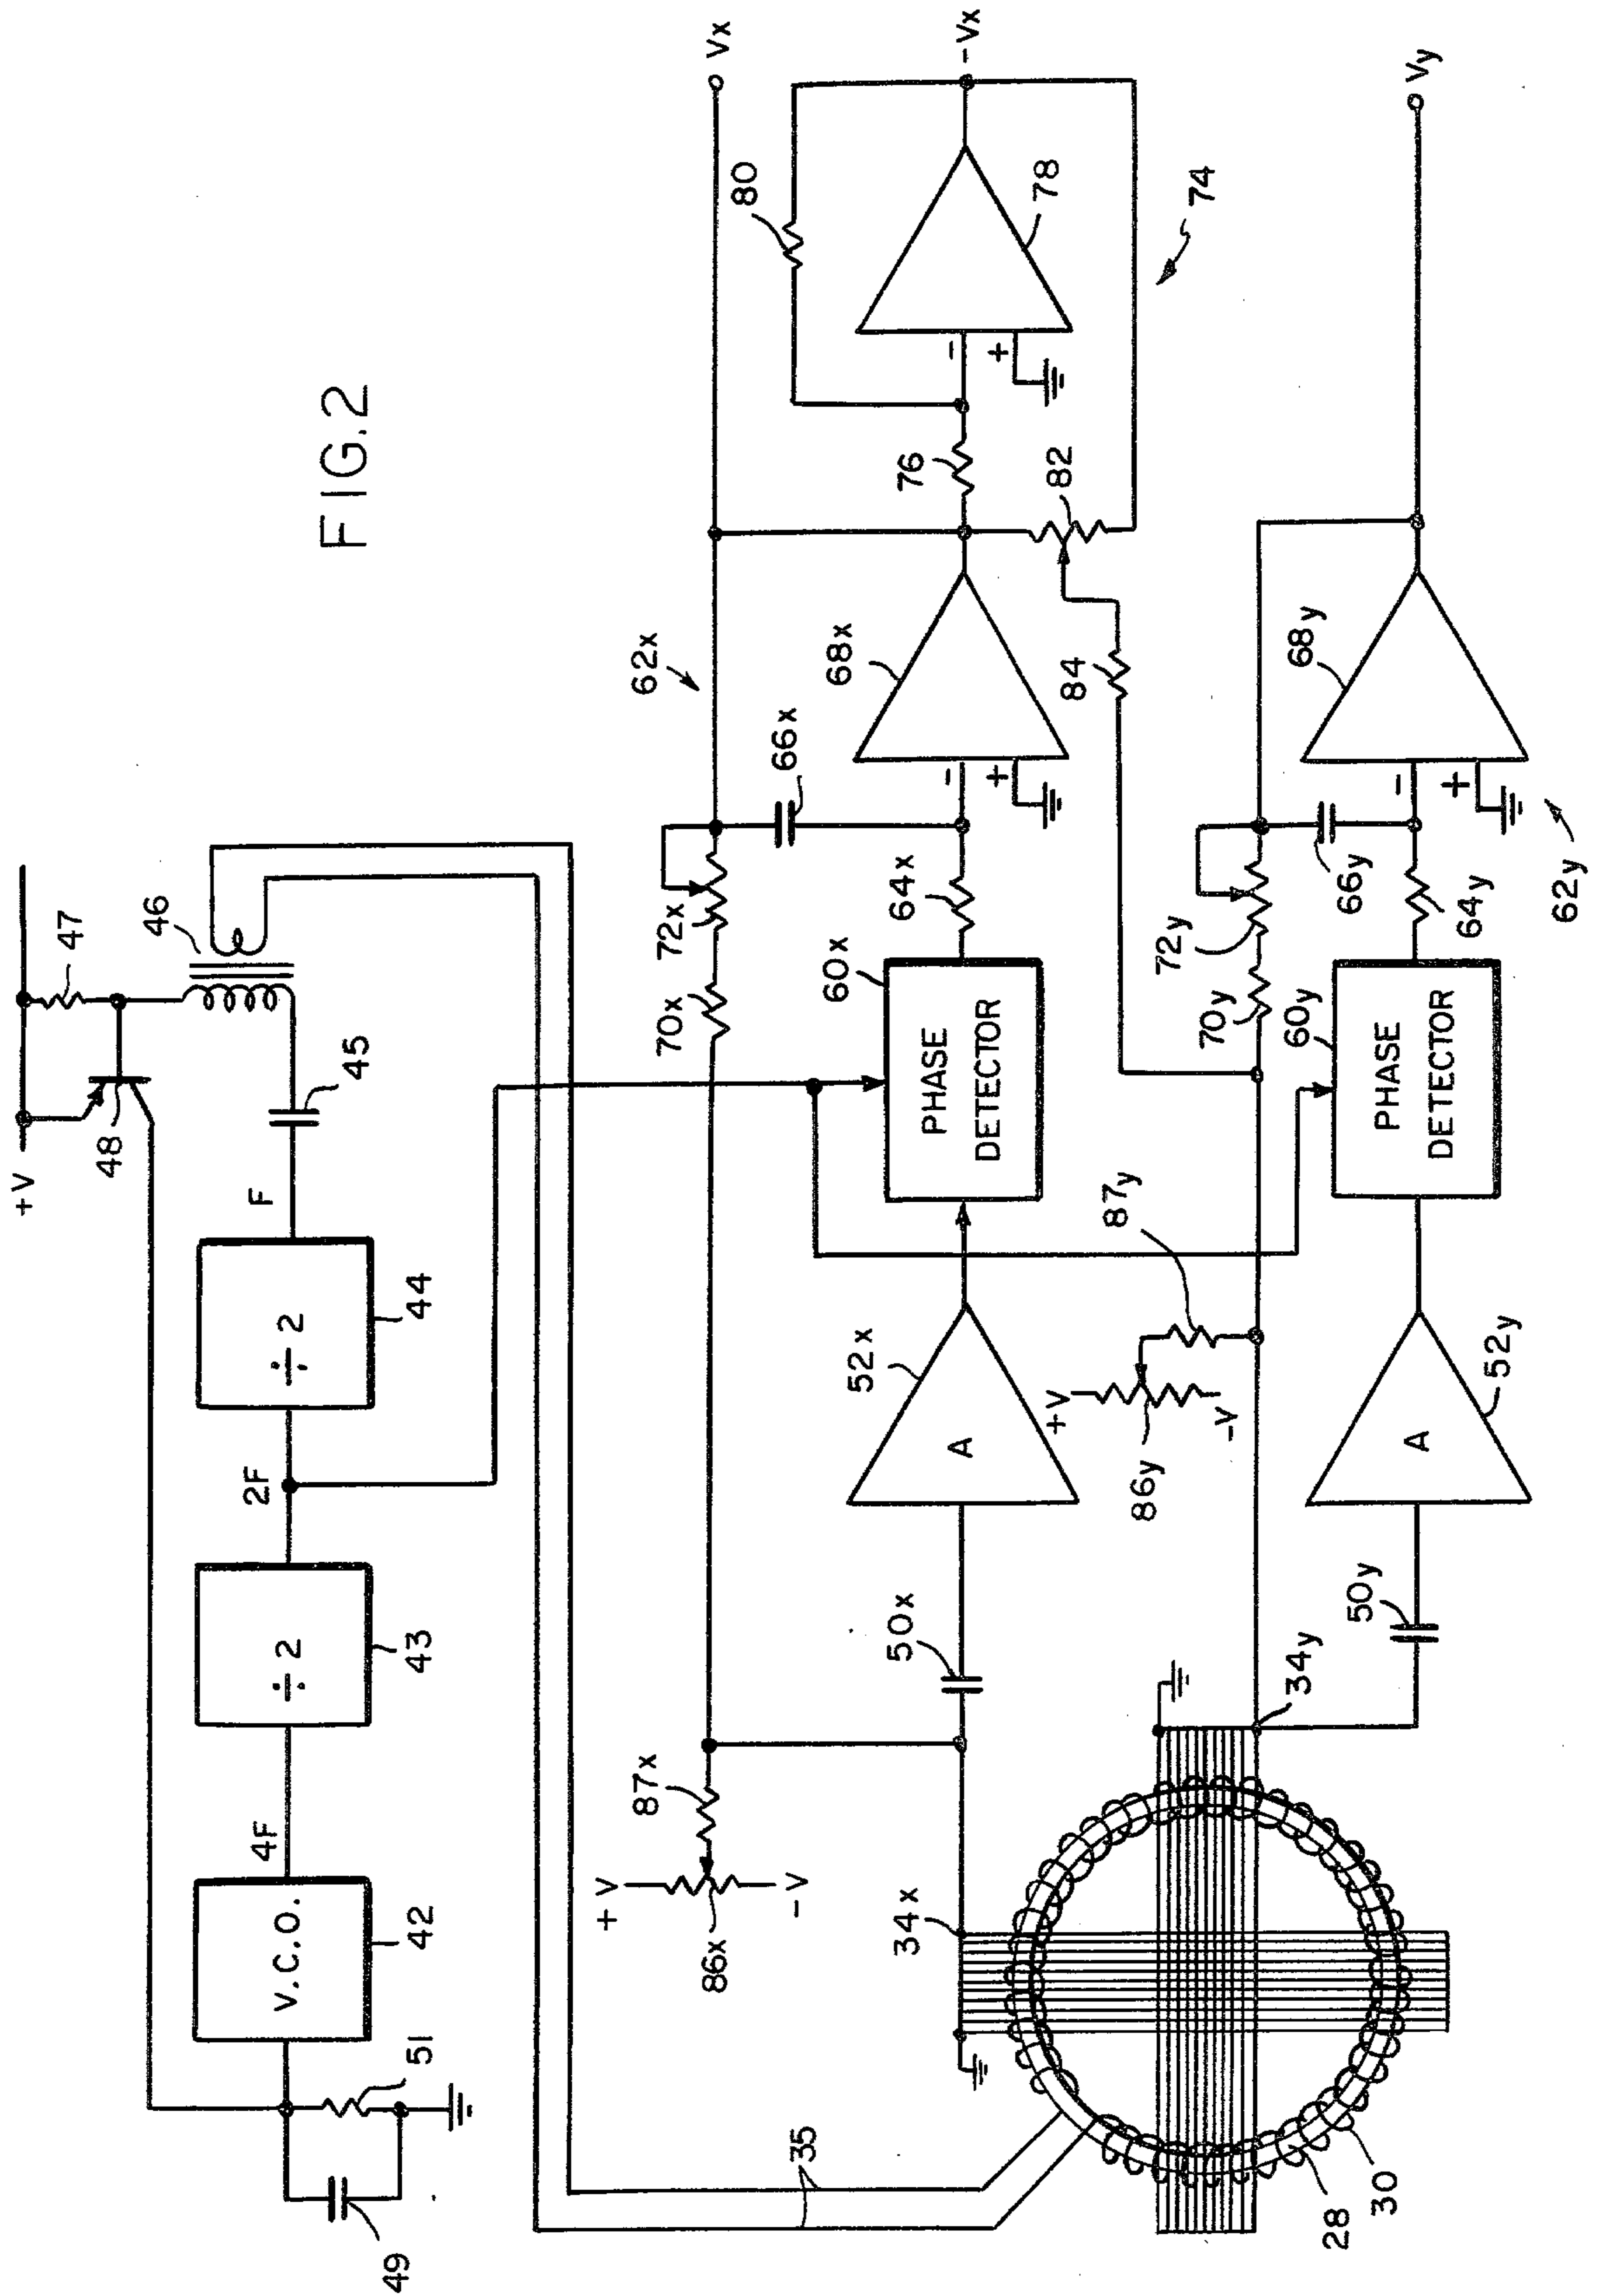 FIG.2
+V
47
48
46
45
F
÷2
44
2F
÷2
43
4F
V.C.O.
42
51
49
35
Vx
-Vx
80
78
74
76
82
62x
68x
84
66x
-
+
-
+
72x
70x
64x
60x
PHASE
DETECTOR
52x
A
50x
87x
+V
-V
86x
34x
Vy
68y
62y
-
+
66y
64y
72y
70y
60y
PHASE
DETECTOR
87y
+V
-V
86y
52y
A
50y
34y
28
30